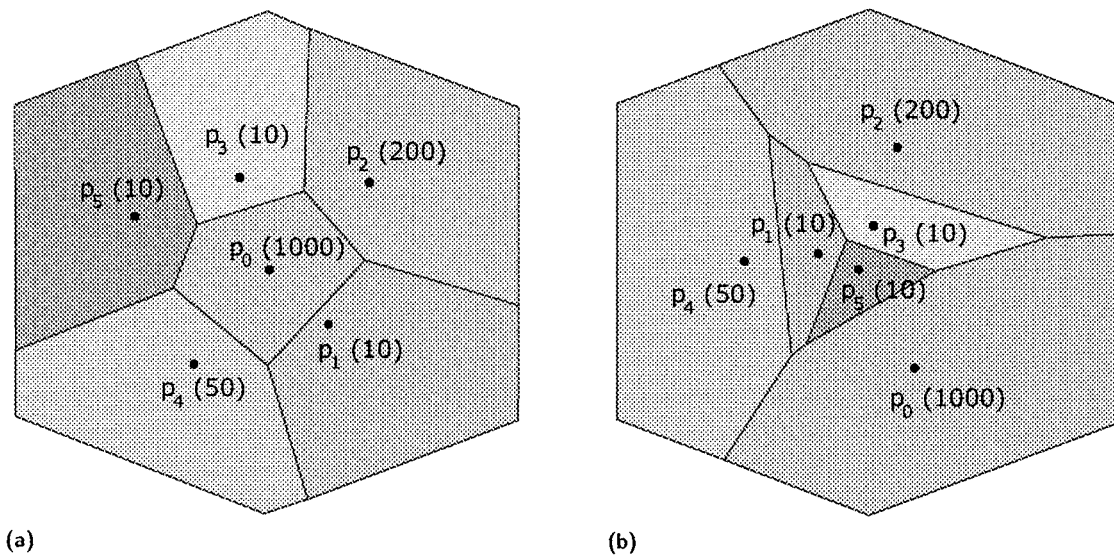 p3 (10)
p2 (200)
p5 (10)
p0 (1000)
p1 (10)
p4 (50)
(a)
p2 (200)
p1 (10)
p3 (10)
p4 (50)
p5 (10)
p0 (1000)
(b)